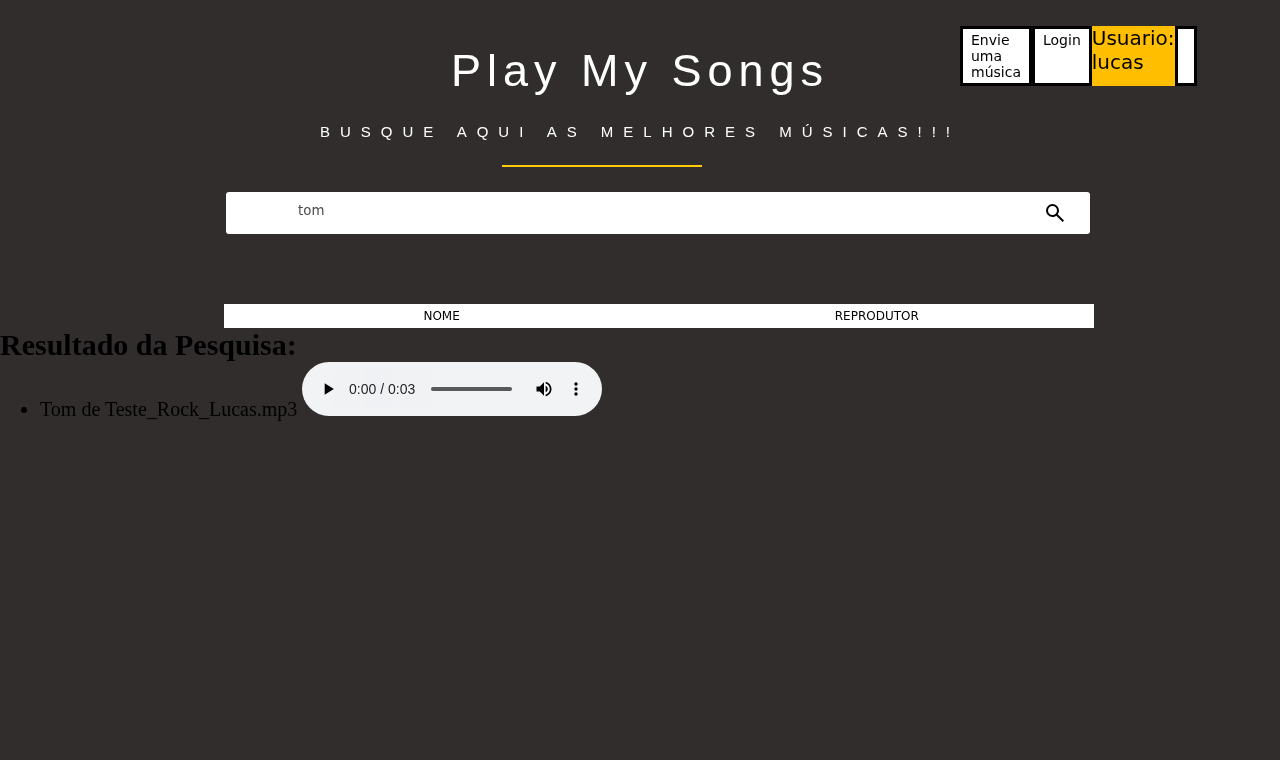 Envie
uma
música
Login
Usuario:
lucas
Play My Songs
BUSQUE AQUI AS MELHORES MÚSICAS!!!
tom
NOME REPRODUTOR
Resultado da Pesquisa:
Tom de Teste_Rock_Lucas.mp3 0:00 / 0:03